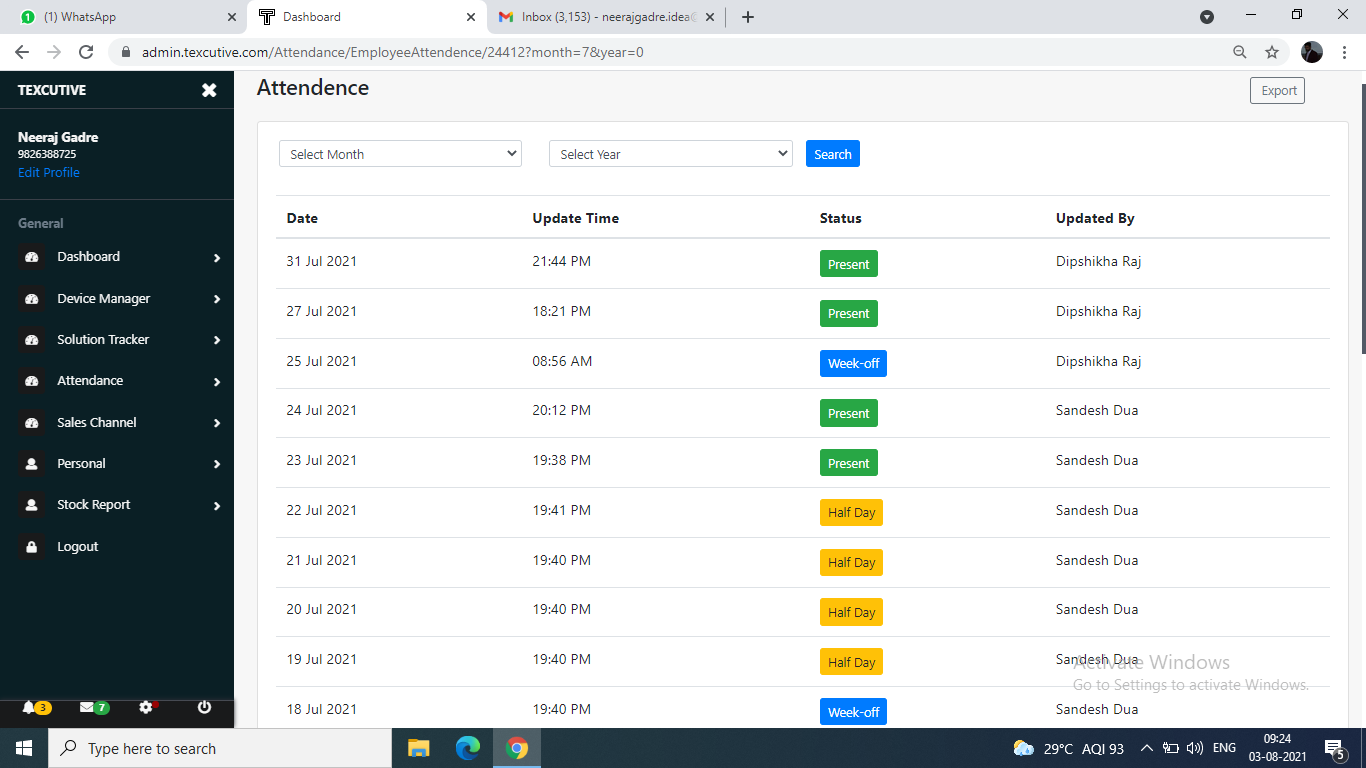 (1) WhatsApp
Dashboard
Inbox (3,153) - neerajgadre.idea
admin.texcutive.com/Attendance/EmployeeAttendence/24412?month=7&year=0
TEXCUTIVE
Neeraj Gadre
9826388725
Edit Profile
General
Dashboard
Device Manager
Solution Tracker
Attendance
Sales Channel
Personal
Stock Report
Logout
3
7
Attendence
Export
Select Month
Select Year
Search
Date Update Time Status Updated By
31 Jul 2021 21:44 PM Present Dipshikha Raj
27 Jul 2021 18:21 PM Present Dipshikha Raj
25 Jul 2021 08:56 AM Week-off Dipshikha Raj
24 Jul 2021 20:12 PM Present Sandesh Dua
23 Jul 2021 19:38 PM Present Sandesh Dua
22 Jul 2021 19:41 PM Half Day Sandesh Dua
21 Jul 2021 19:40 PM Half Day Sandesh Dua
20 Jul 2021 19:40 PM Half Day Sandesh Dua
19 Jul 2021 19:40 PM Half Day Sandesh Dua
18 Jul 2021 19:40 PM Week-off Sandesh Dua
Activate Windows
Go to Settings to activate Windows.
Type here to search
29°C AQI 93
ENG
09:24
03-08-2021
5